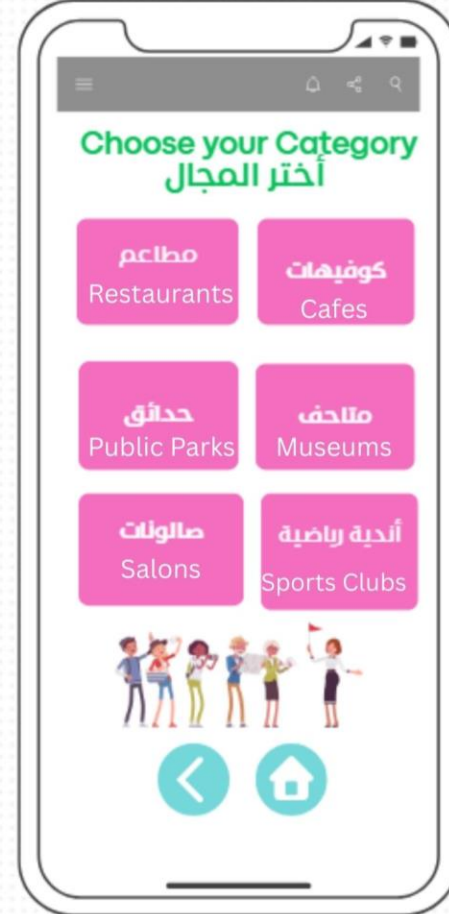 Choose your Category
أختر المجال
مطاعم
Restaurants
كوفيهات
Cafes
حدائق
Public Parks
متاحف
Museums
صالونات
Salons
أندية رياضية
Sports Clubs